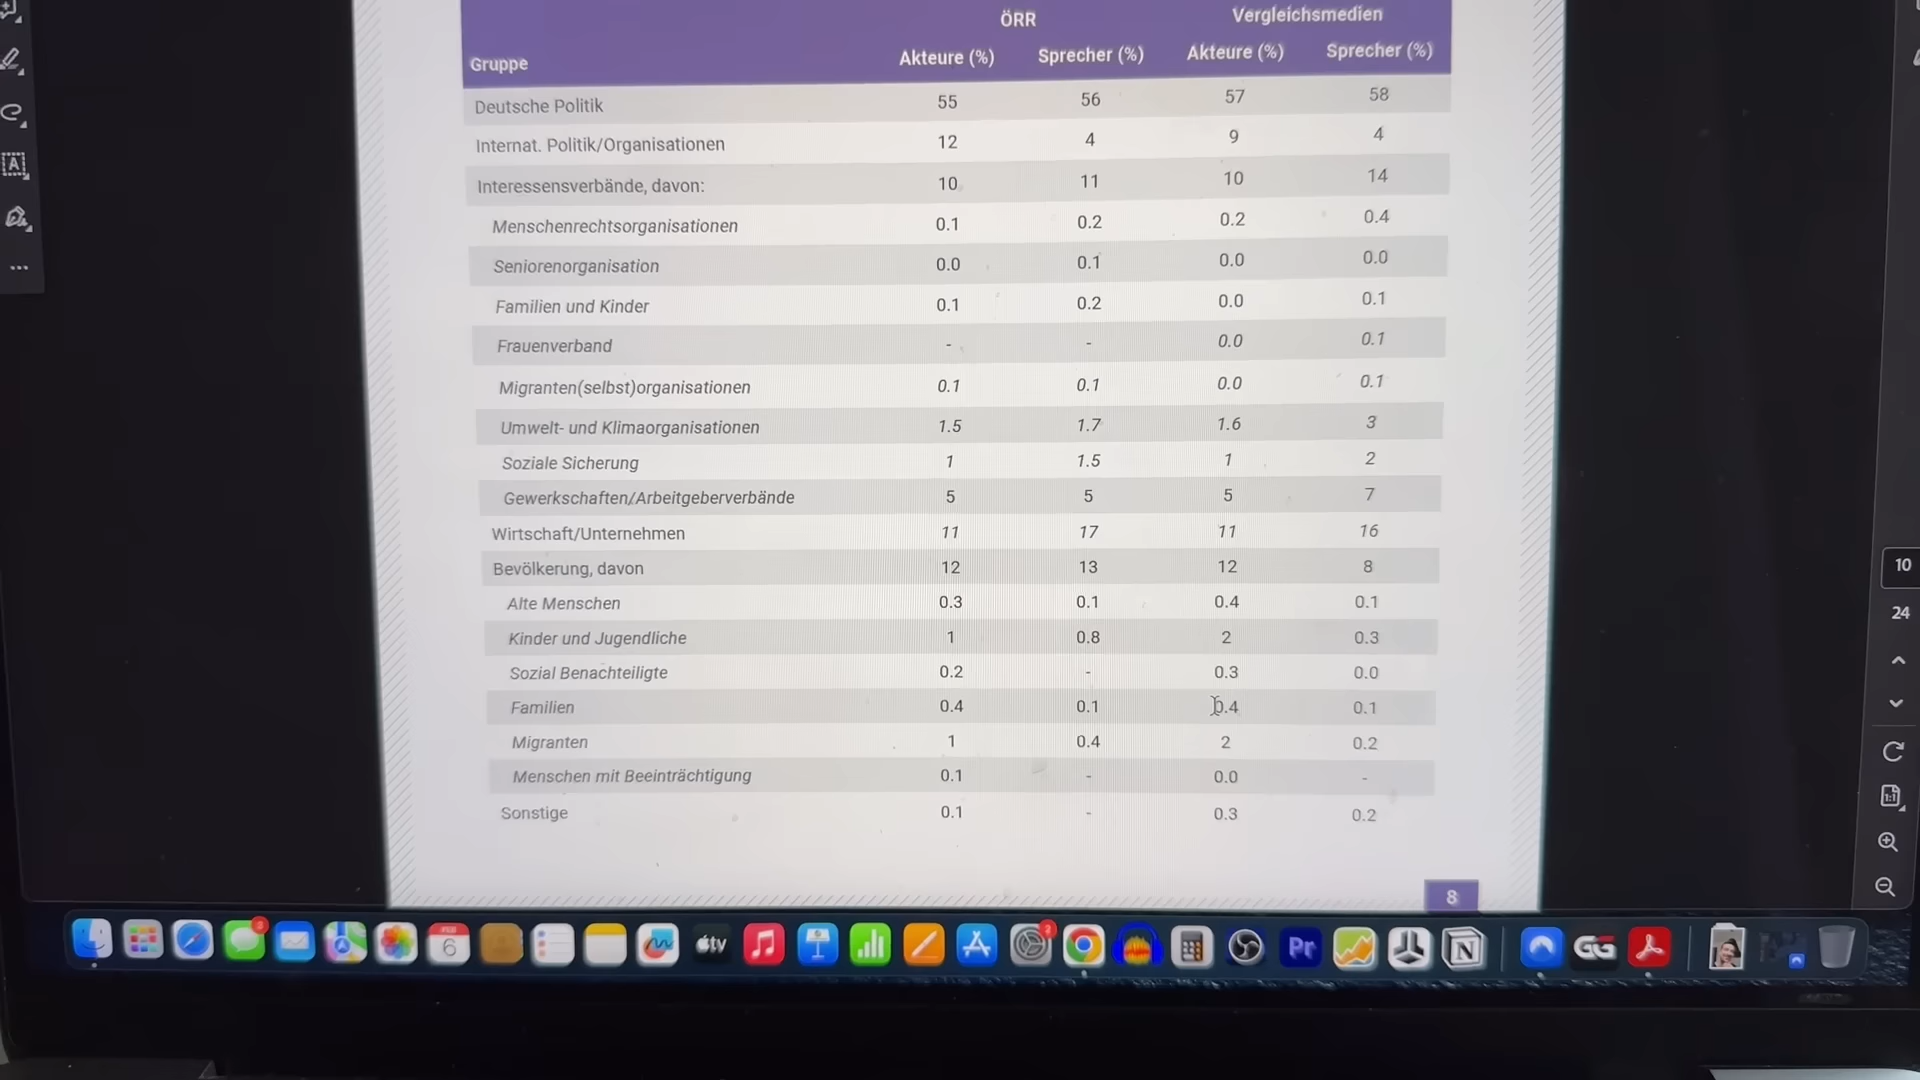 ÖRR Vergleichsmedien
Gruppe Akteure (%) Sprecher (%) Akteure (%) Sprecher (%)
Deutsche Politik 55 56 57 58
Internat. Politik/Organisationen 12 4 9 4
Interessensverbände, davon: 10 11 10 14
Menschenrechtsorganisationen 0.1 0.2 0.2 0.4
Seniorenorganisation 0.0 0.1 0.0 0.0
Familien und Kinder 0.1 0.2 0.0 0.1
Frauenverband - - 0.0 0.1
Migranten(selbst)organisationen 0.1 0.1 0.0 0.1
Umwelt- und Klimaorganisationen 1.5 1.7 1.6 3
Soziale Sicherung 1 1.5 1 2
Gewerkschaften/Arbeitgeberverbände 5 5 5 7
Wirtschaft/Unternehmen 11 17 11 16
Bevölkerung, davon 12 13 12 8
Alte Menschen 0.3 0.1 0.4 0.1
Kinder und Jugendliche 1 0.8 2 0.3
Sozial Benachteiligte 0.2 - 0.3 0.0
Familien 0.4 0.1 0.4 0.1
Migranten 1 0.4 2 0.2
Menschen mit Beeinträchtigung 0.1 - 0.0 -
Sonstige 0.1 - 0.3 0.2
8
10
24
1:1
A
6
tv
Pr
N
GG